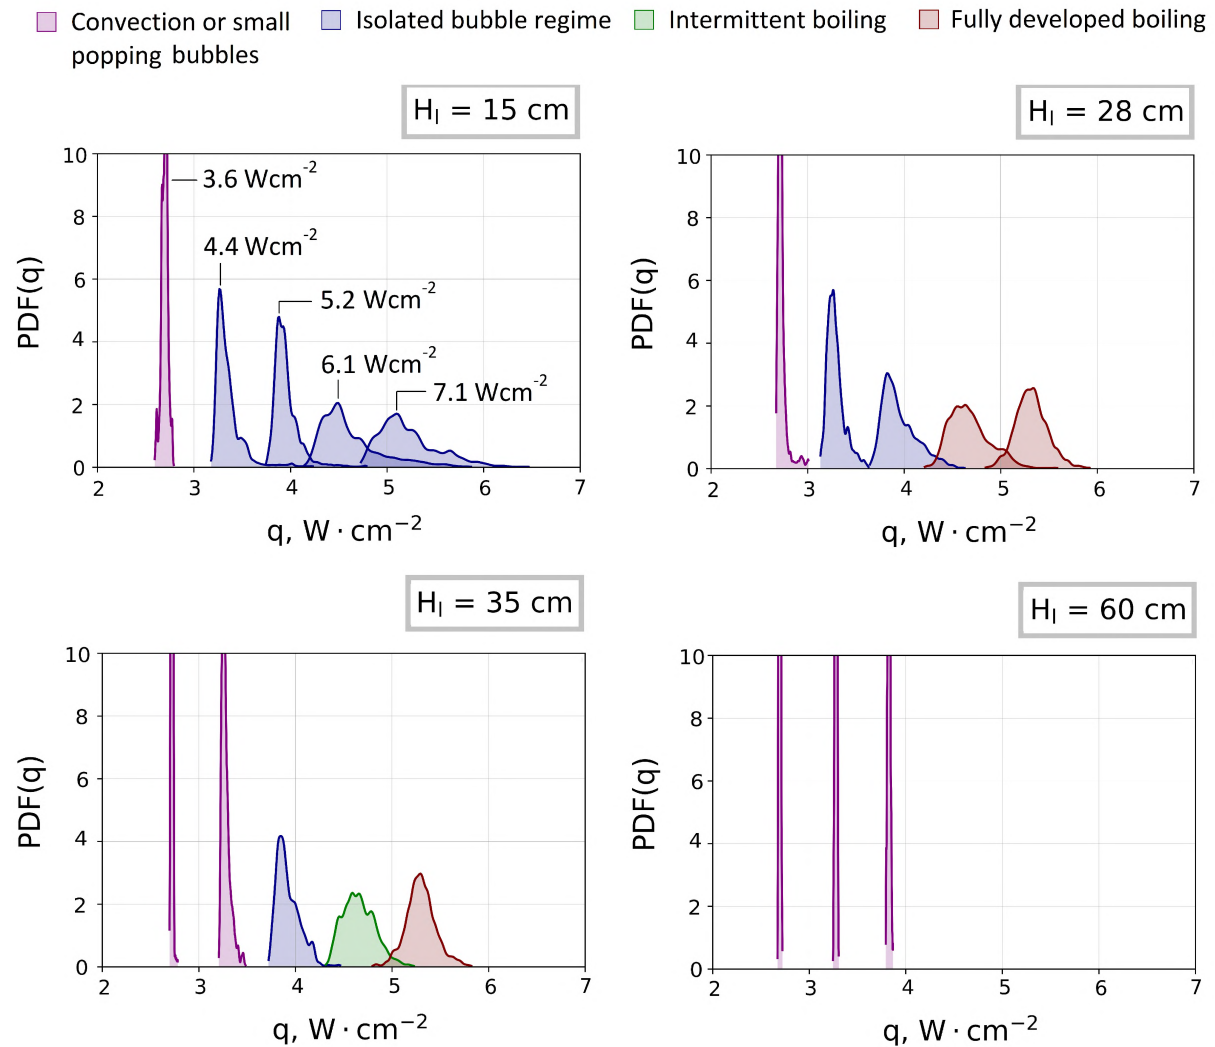 Convection or small popping bubbles
Isolated bubble regime
Intermittent boiling
Fully developed boiling
Hₗ = 15 cm
10
8
6
4
2
0
PDF(q)
3.6 Wcm⁻²
4.4 Wcm⁻²
5.2 Wcm⁻²
6.1 Wcm⁻²
7.1 Wcm⁻²
2 3 4 5 6 7
q, W · cm⁻²
Hₗ = 28 cm
10
8
6
4
2
0
PDF(q)
2 3 4 5 6 7
q, W · cm⁻²
Hₗ = 35 cm
10
8
6
4
2
0
PDF(q)
2 3 4 5 6 7
q, W · cm⁻²
Hₗ = 60 cm
10
8
6
4
2
0
PDF(q)
2 3 4 5 6 7
q, W · cm⁻²